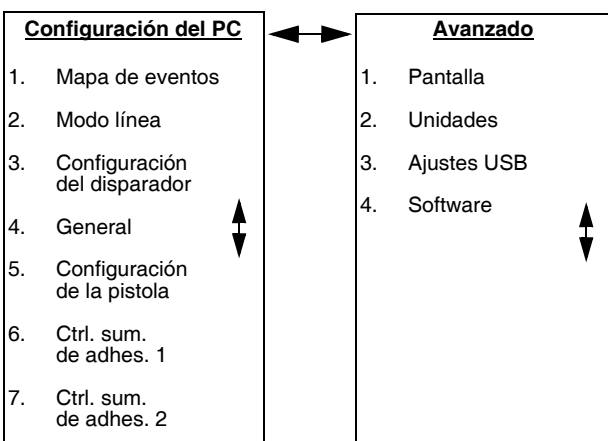 Configuración del PC
1. Mapa de eventos
2. Modo línea
3. Configuración
del disparador
4. General
5. Configuración
de la pistola
6. Ctrl. sum.
de adhes. 1
7. Ctrl. sum.
de adhes. 2
Avanzado
1. Pantalla
2. Unidades
3. Ajustes USB
4. Software